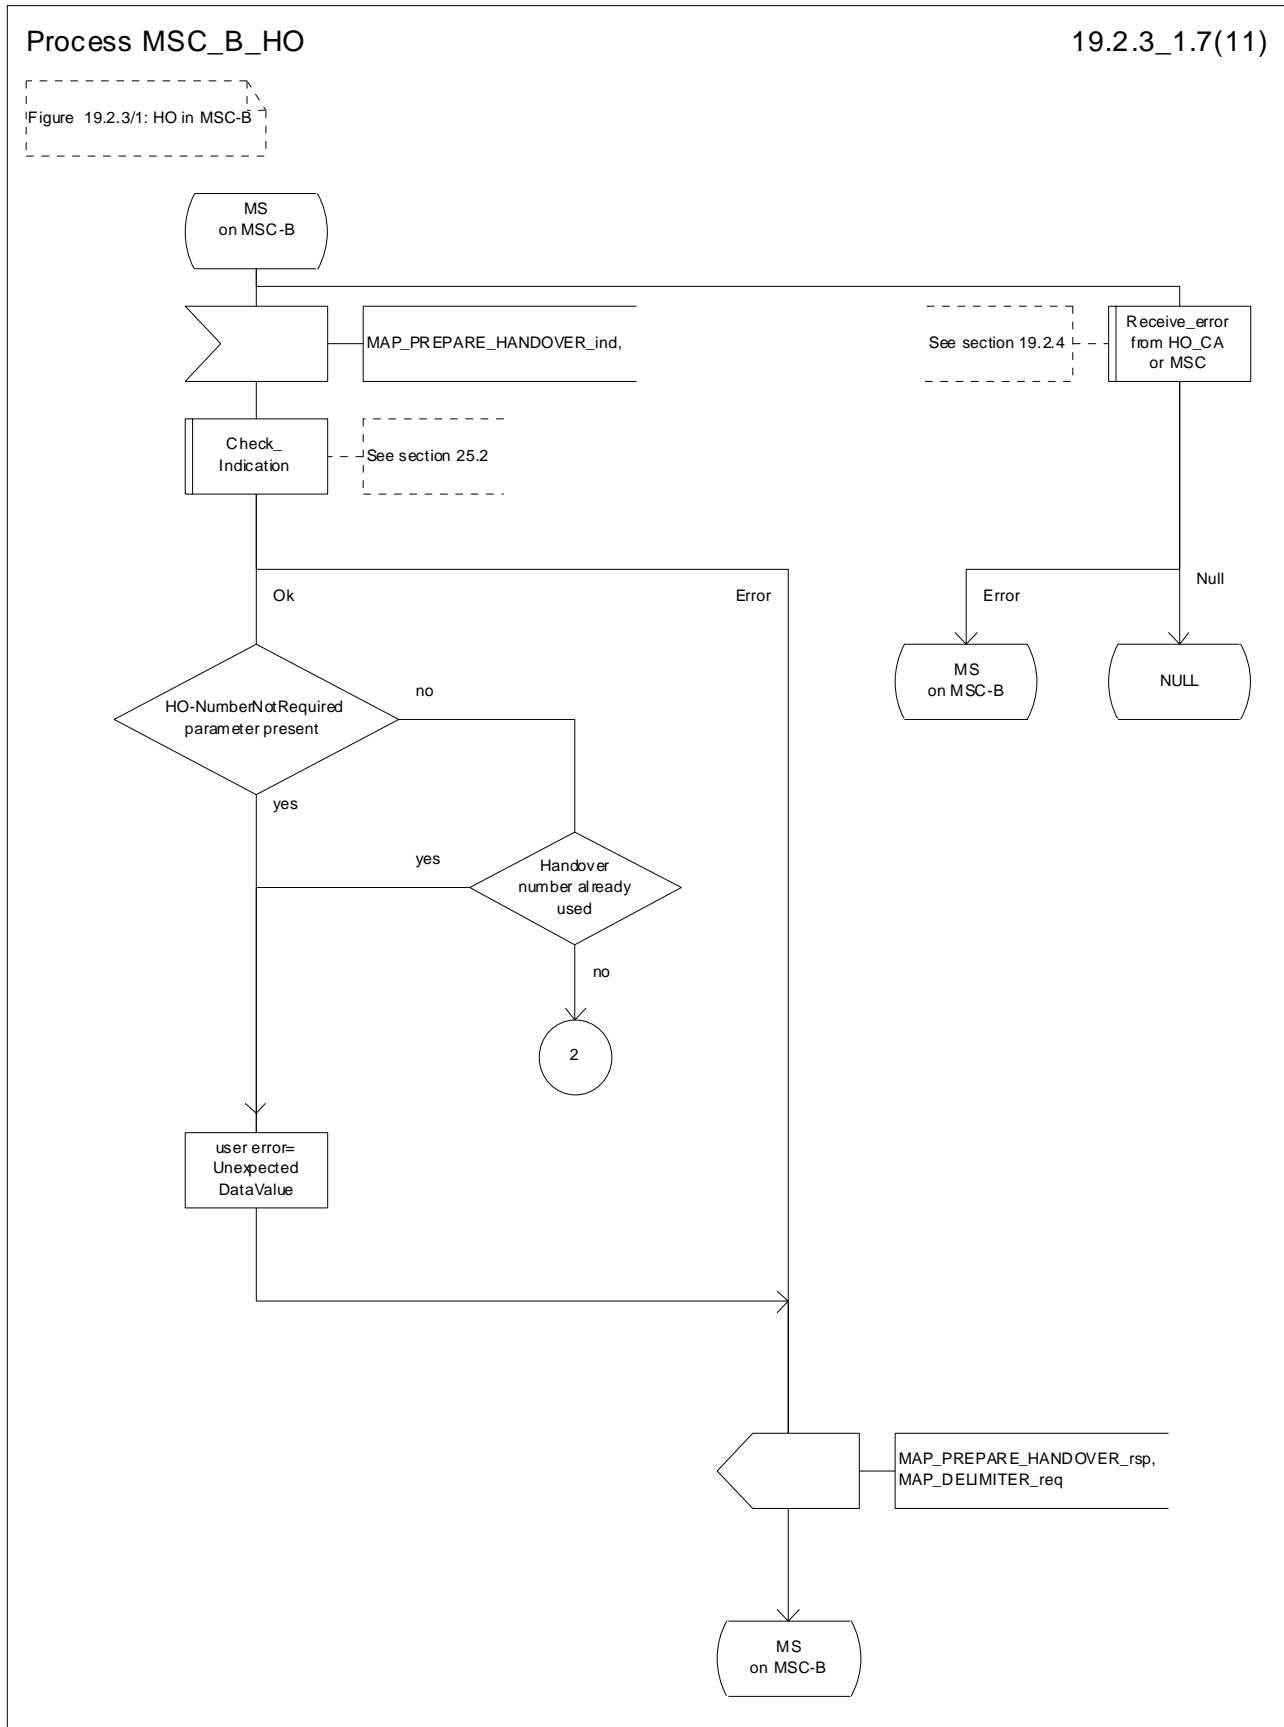 Process MSC_B_HO
19.2.3_1.7(11)
Figure 19.2.3/1: HO in MSC-B
MS
on MSC-B
MAP_PREPARE_HANDOVER_ind,
See section 19.2.4
Receive_error
from HO_CA
or MSC
Check_
Indication
See section 25.2
Ok
Error
Error
Null
MS
on MSC-B
NULL
HO-NumberNotRequired
parameter present
no
yes
yes
Handover
number already
used
no
2
user error=
Unexpected
DataValue
MAP_PREPARE_HANDOVER_rsp,
MAP_DELIMITER_req
MS
on MSC-B